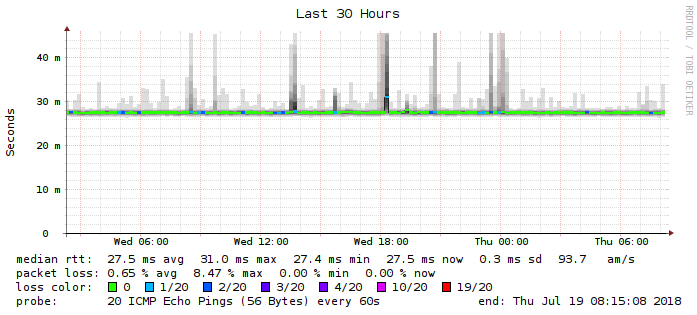 Last 30 Hours
RRDTOOL / TOBI OETIKER
Seconds
40 m
30 m
20 m
10 m
0
Wed 06:00 Wed 12:00 Wed 18:00 Thu 00:00 Thu 06:00
median rtt: 27.5 ms avg 31.0 ms max 27.4 ms min 27.5 ms now 0.3 ms sd 93.7 am/s
packet loss: 0.65 % avg 8.47 % max 0.00 % min 0.00 % now
loss color: 0 1/20 2/20 3/20 4/20 10/20 19/20
probe: 20 ICMP Echo Pings (56 Bytes) every 60s end: Thu Jul 19 08:15:08 2018